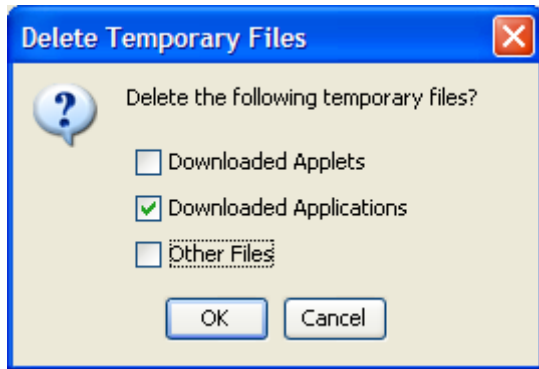 Delete Temporary Files
Delete the following temporary files?
Downloaded Applets
Downloaded Applications
Other Files
OK
Cancel